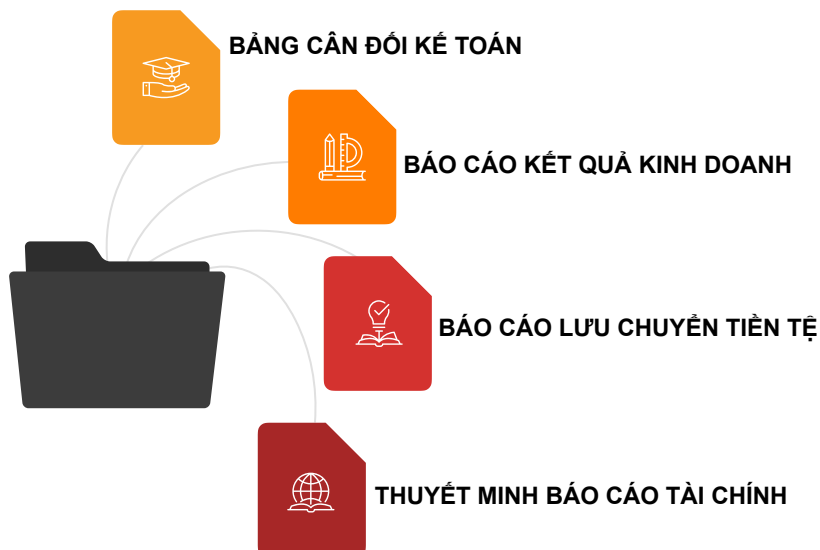 BẢNG CÂN ĐỐI KẾ TOÁN
BÁO CÁO KẾT QUẢ KINH DOANH
BÁO CÁO LƯU CHUYỂN TIỀN TỆ
THUYẾT MINH BÁO CÁO TÀI CHÍNH